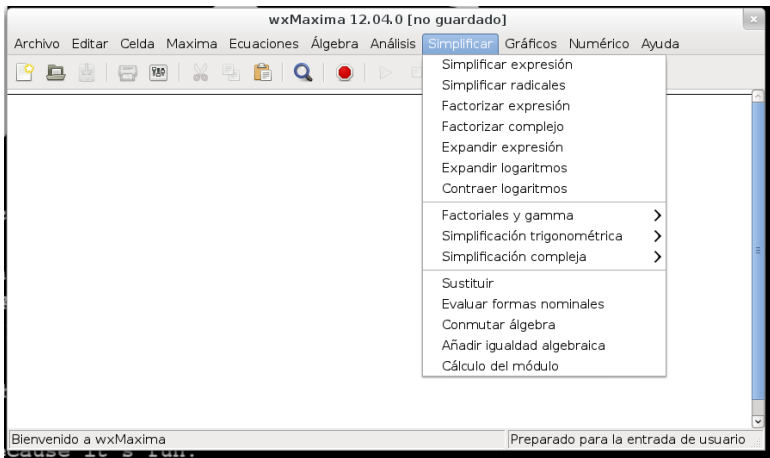 wxMaxima 12.04.0 [no guardado]
Archivo Editar Celda Maxima Ecuaciones Álgebra Análisis Simplificar Gráficos Numérico Ayuda
Simplificar expresión
Simplificar radicales
Factorizar expresión
Factorizar complejo
Expandir expresión
Expandir logaritmos
Contraer logaritmos
Factoriales y gamma
Simplificación trigonométrica
Simplificación compleja
Sustituir
Evaluar formas nominales
Conmutar álgebra
Añadir igualdad algebraica
Cálculo del módulo
Bienvenido a wxMaxima
Preparado para la entrada de usuario